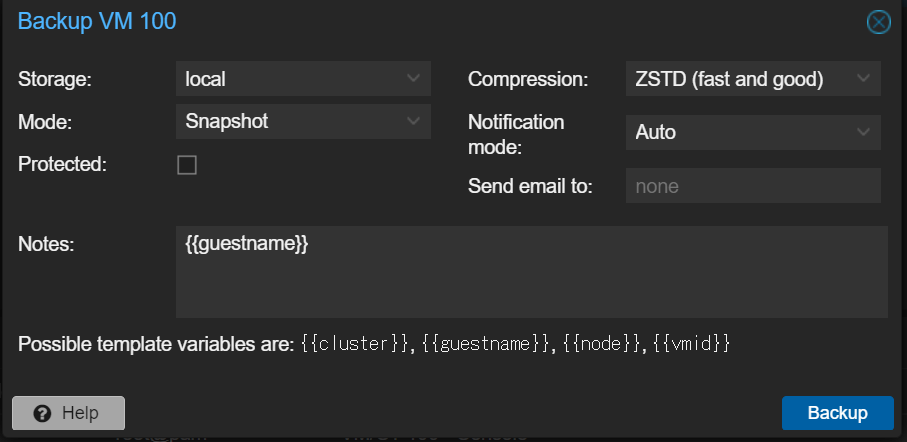 Backup VM 100
Storage: local Compression: ZSTD (fast and good)
Mode: Snapshot Notification mode: Auto
Protected:
Send email to: none
Notes: {{guestname}}
Possible template variables are: {{cluster}}, {{guestname}}, {{node}}, {{vmid}}
Help Backup